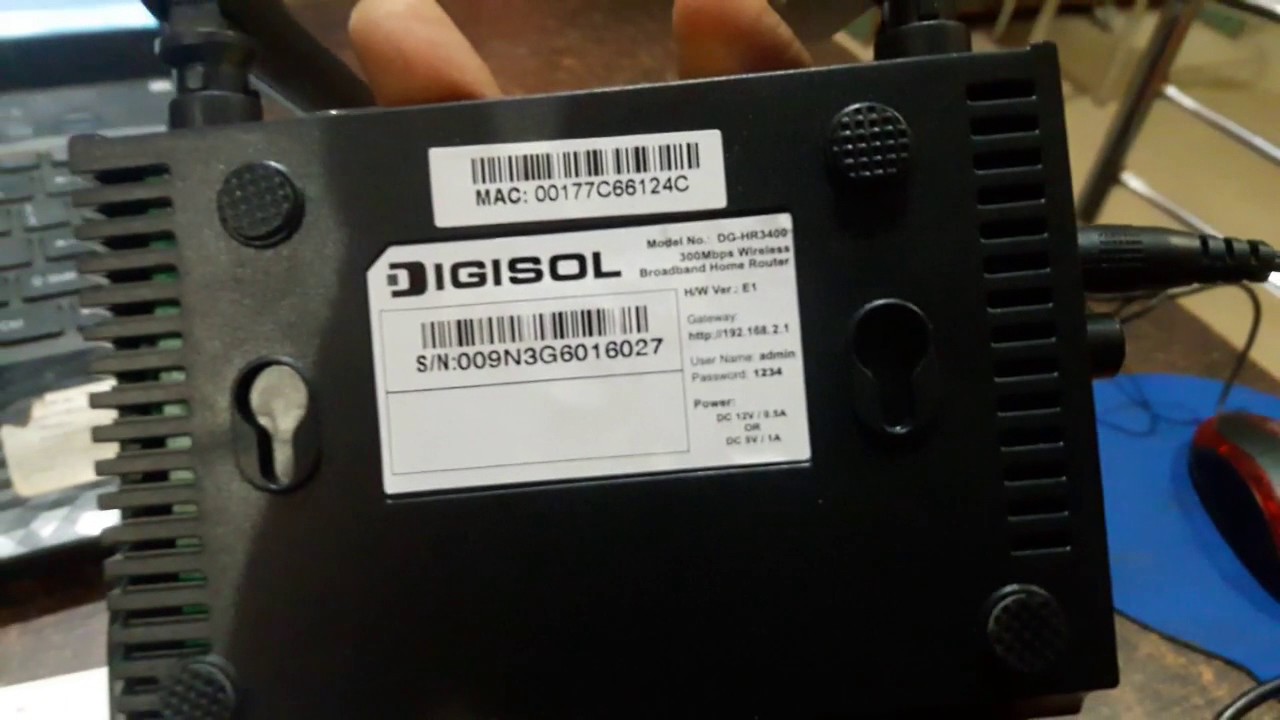 MAC: 00177C66124C
DIGISOL
Model No.: DG-HR3400
300Mbps Wireless
Broadband Home Router
H/W Ver.: E1
S/N:009N3G6016027
Gateway:
http://192.168.2.1
User Name: admin
Password: 1234
Power:
DC 12V / 0.5A
OR
DC 9V / 1A